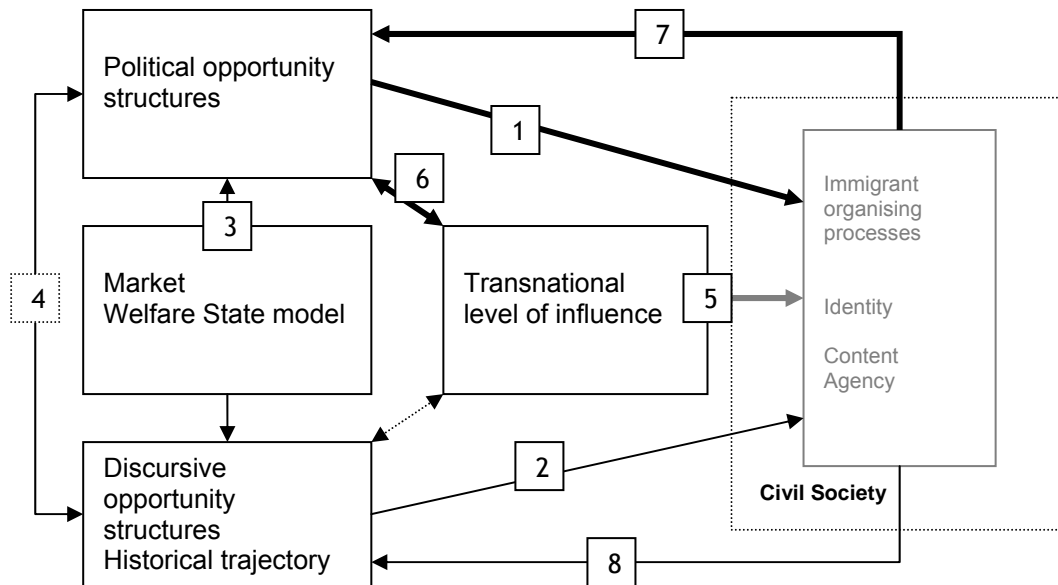 7
Political opportunity
structures
1
6
Immigrant
organising
processes
3
Market
Welfare State model
Transnational
level of influence
4
5
Identity
Content
Agency
2
Discursive
opportunity
structures
Historical trajectory
Civil Society
8